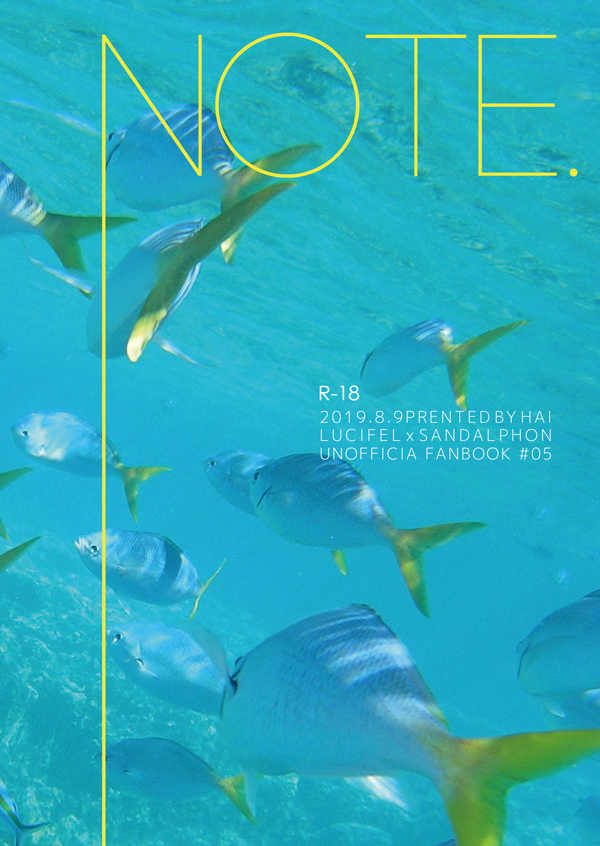 NOTE.
R-18
2019.8.9PRENTED BY HAI
LUCIFEL x SANDALPHON
UNOFFICIA FANBOOK #05